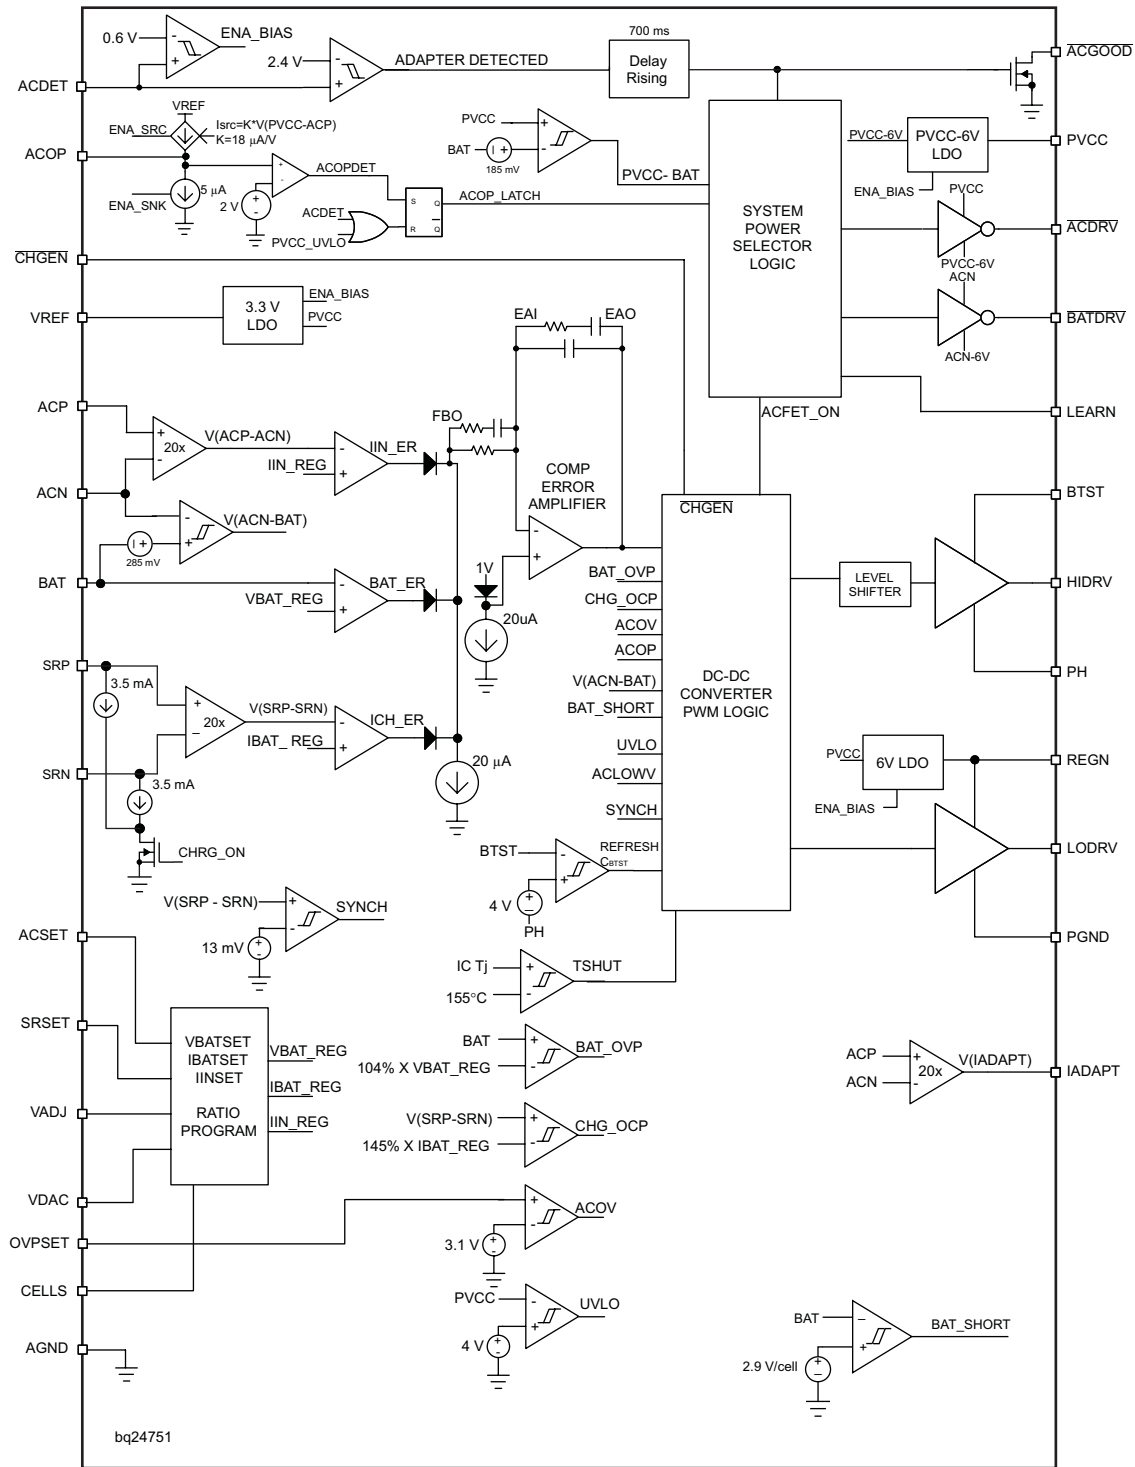 0.6 V
ENA_BIAS
2.4 V
ADAPTER DETECTED
700 ms
Delay
Rising
ACGOOD
ACDET
VREF
ENA_SRC
Isrc=K*V(PVCC-ACP)
K=18 µA/V
ACOP
5 µA
ENA_SNK
2 V
+
-
+
-
ACOPDET
ACDET
PVCC_UVLO
S
Q
R
Q
ACOP_LATCH
PVCC
BAT
185 mV
+
-
PVCC- BAT
SYSTEM
POWER
SELECTOR
LOGIC
PVCC-6V
PVCC-6V
LDO
PVCC
ENA_BIAS
PVCC
ACDRV
PVCC-6V
ACN
BATDRV
ACN-6V
LEARN
ACFET_ON
CHGEN
VREF
3.3 V
LDO
ENA_BIAS
PVCC
EAI
EAO
FBO
ACP
+
-
20x
V(ACP-ACN)
IIN_REG
-
+
IIN_ER
ACN
-
+
V(ACN-BAT)
285 mV
BAT
VBAT_REG
-
+
BAT_ER
COMP
ERROR
AMPLIFIER
-
+
1V
20uA
SRP
3.5 mA
+
–
20x
V(SRP-SRN)
IBAT_ REG
-
+
ICH_ER
20 µA
SRN
3.5 mA
CHRG_ON
CHGEN
BAT_OVP
CHG_OCP
ACOV
ACOP
V(ACN-BAT)
BAT_SHORT
UVLO
ACLOWV
SYNCH
DC-DC
CONVERTER
PWM LOGIC
LEVEL
SHIFTER
BTST
HIDRV
PH
PVCC
6V LDO
ENA_BIAS
REGN
LODRV
PGND
BTST
-
+
REFRESH
CBTST
4 V
PH
V(SRP - SRN)
+
-
SYNCH
13 mV
IC Tj
155°C
+
-
TSHUT
ACSET
SRSET
VADJ
VDAC
OVPSET
CELLS
AGND
VBATSET
IBATSET
IINSET
RATIO
PROGRAM
VBAT_REG
IBAT_REG
IIN_REG
BAT
104% X VBAT_REG
+
-
BAT_OVP
V(SRP-SRN)
145% X IBAT_REG
+
-
CHG_OCP
+
-
ACOV
3.1 V
PVCC
-
+
UVLO
4 V
ACP
ACN
+
-
20x
V(IADAPT)
IADAPT
BAT
–
+
BAT_SHORT
2.9 V/cell
bq24751